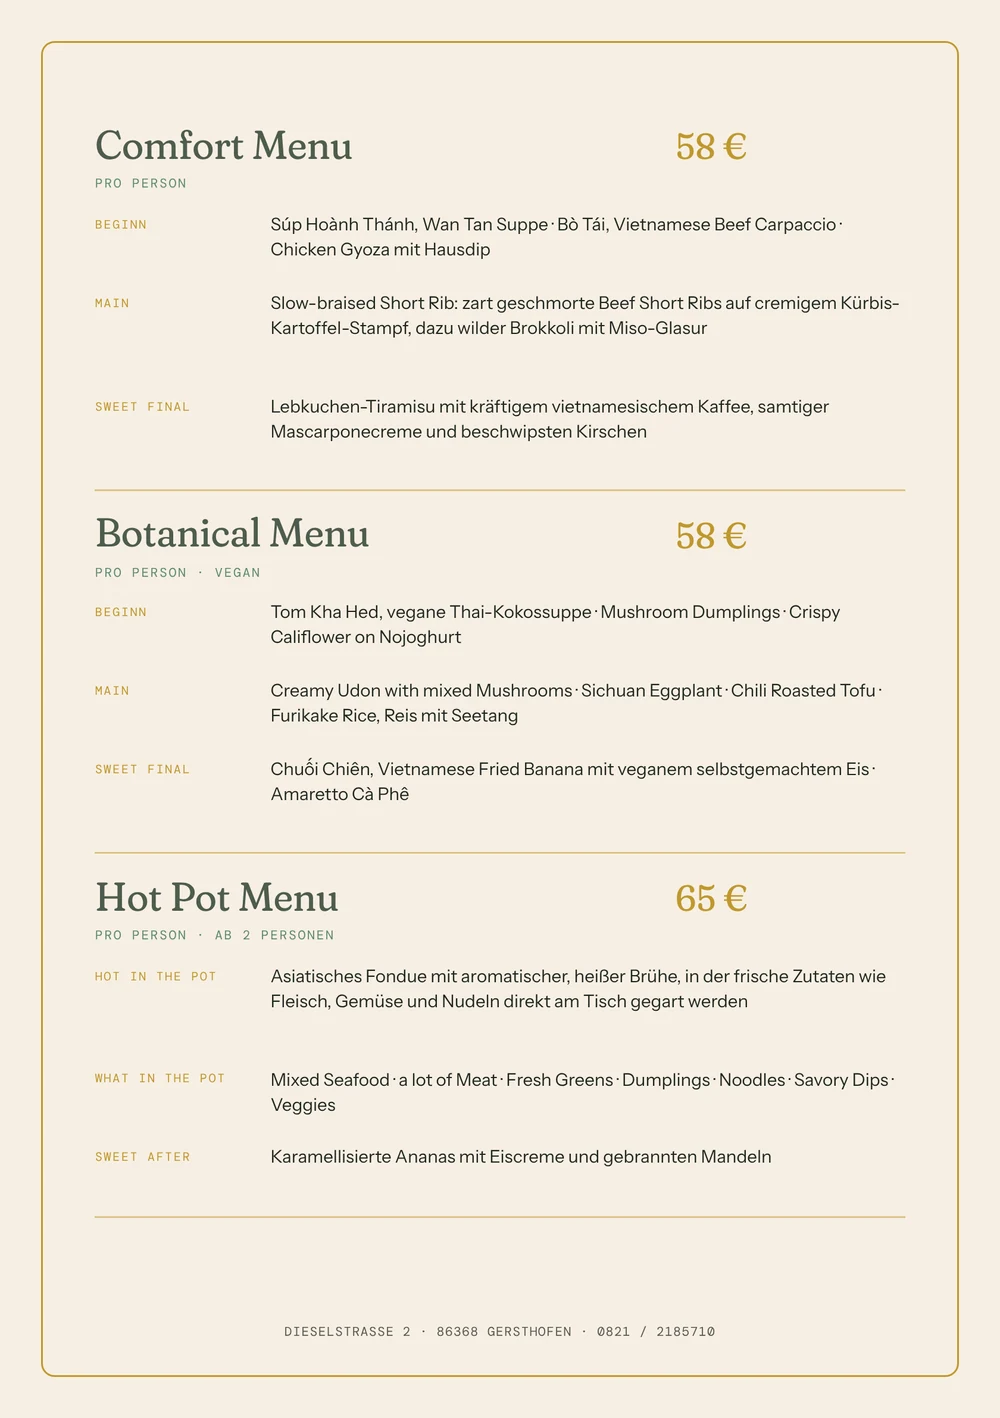 Comfort Menu 58 €
PRO PERSON
BEGINN Súp Hoành Thánh, Wan Tan Suppe · Bò Tái, Vietnamese Beef Carpaccio ·
Chicken Gyoza mit Hausdip
MAIN Slow-braised Short Rib: zart geschmorte Beef Short Ribs auf cremigem Kürbis-
Kartoffel-Stampf, dazu wilder Brokkoli mit Miso-Glasur
SWEET FINAL Lebkuchen-Tiramisu mit kräftigem vietnamesischem Kaffee, samtiger
Mascarponecreme und beschwipsten Kirschen
Botanical Menu 58 €
PRO PERSON · VEGAN
BEGINN Tom Kha Hed, vegane Thai-Kokossuppe · Mushroom Dumplings · Crispy
Califlower on Nojoghurt
MAIN Creamy Udon with mixed Mushrooms · Sichuan Eggplant · Chili Roasted Tofu ·
Furikake Rice, Reis mit Seetang
SWEET FINAL Chuối Chiên, Vietnamese Fried Banana mit veganem selbstgemachtem Eis ·
Amaretto Cà Phê
Hot Pot Menu 65 €
PRO PERSON · AB 2 PERSONEN
HOT IN THE POT Asiatisches Fondue mit aromatischer, heißer Brühe, in der frische Zutaten wie
Fleisch, Gemüse und Nudeln direkt am Tisch gegart werden
WHAT IN THE POT Mixed Seafood · a lot of Meat · Fresh Greens · Dumplings · Noodles · Savory Dips ·
Veggies
SWEET AFTER Karamellisierte Ananas mit Eiscreme und gebrannten Mandeln
DIESELSTRASSE 2 · 86368 GERSTHOFEN · 0821 / 2185710